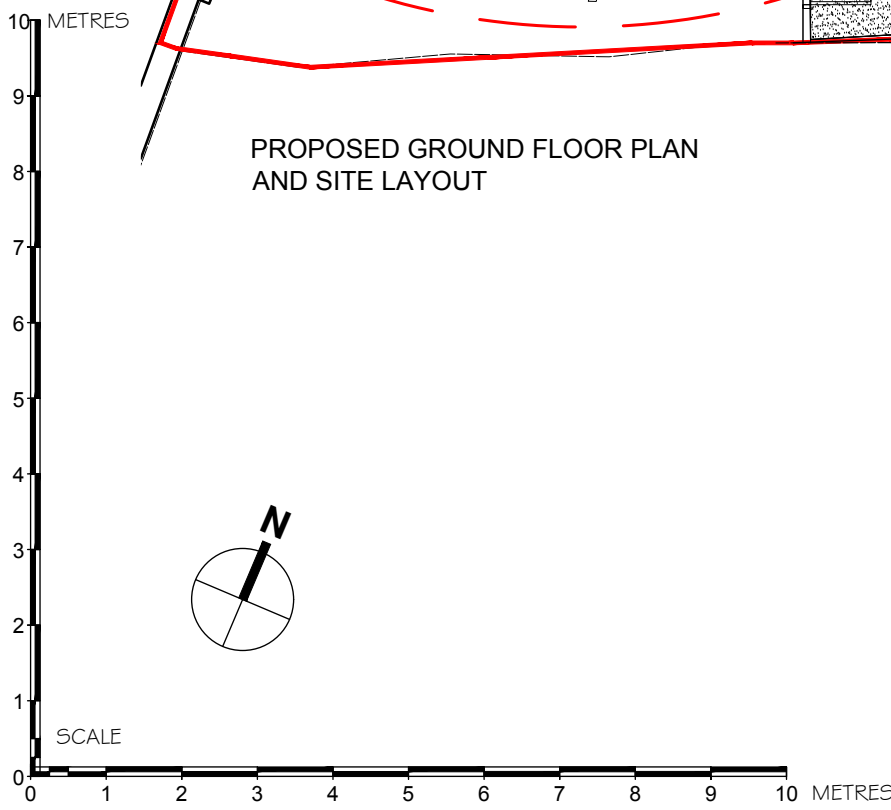 10 METRES
9
PROPOSED GROUND FLOOR PLAN
8
AND SITE LAYOUT
7
6
5
4
N
3
2
1
SCALE
0
0 1 2 3 4 5 6 7 8 9 10 METRES